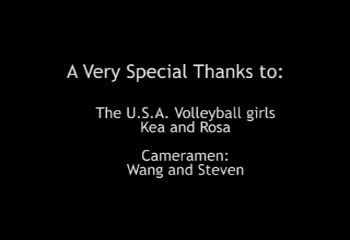 A Very Special Thanks to:
The U.S.A. Volleyball girls
Kea and Rosa
Cameramen:
Wang and Steven